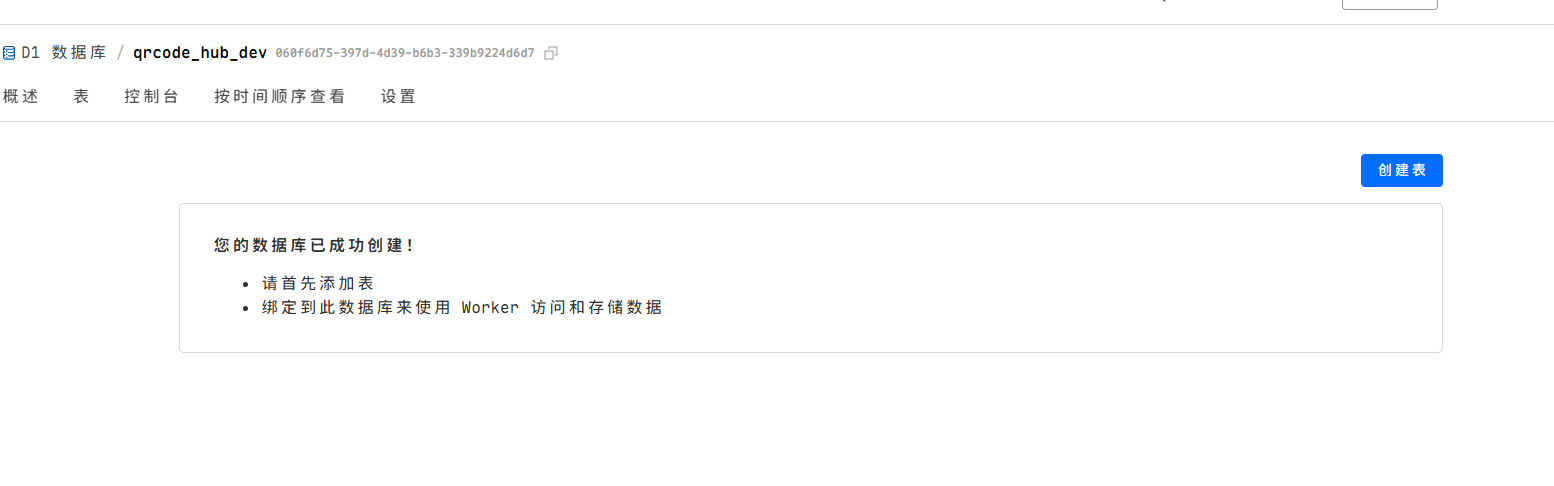 D1 数据库 / qrcode_hub_dev 060f6d75-397d-4d39-b6b3-339b9224d6d7
概述 表 控制台 按时间顺序查看 设置
创建表
您的数据库已成功创建!
• 请首先添加表
• 绑定到此数据库来使用 Worker 访问和存储数据